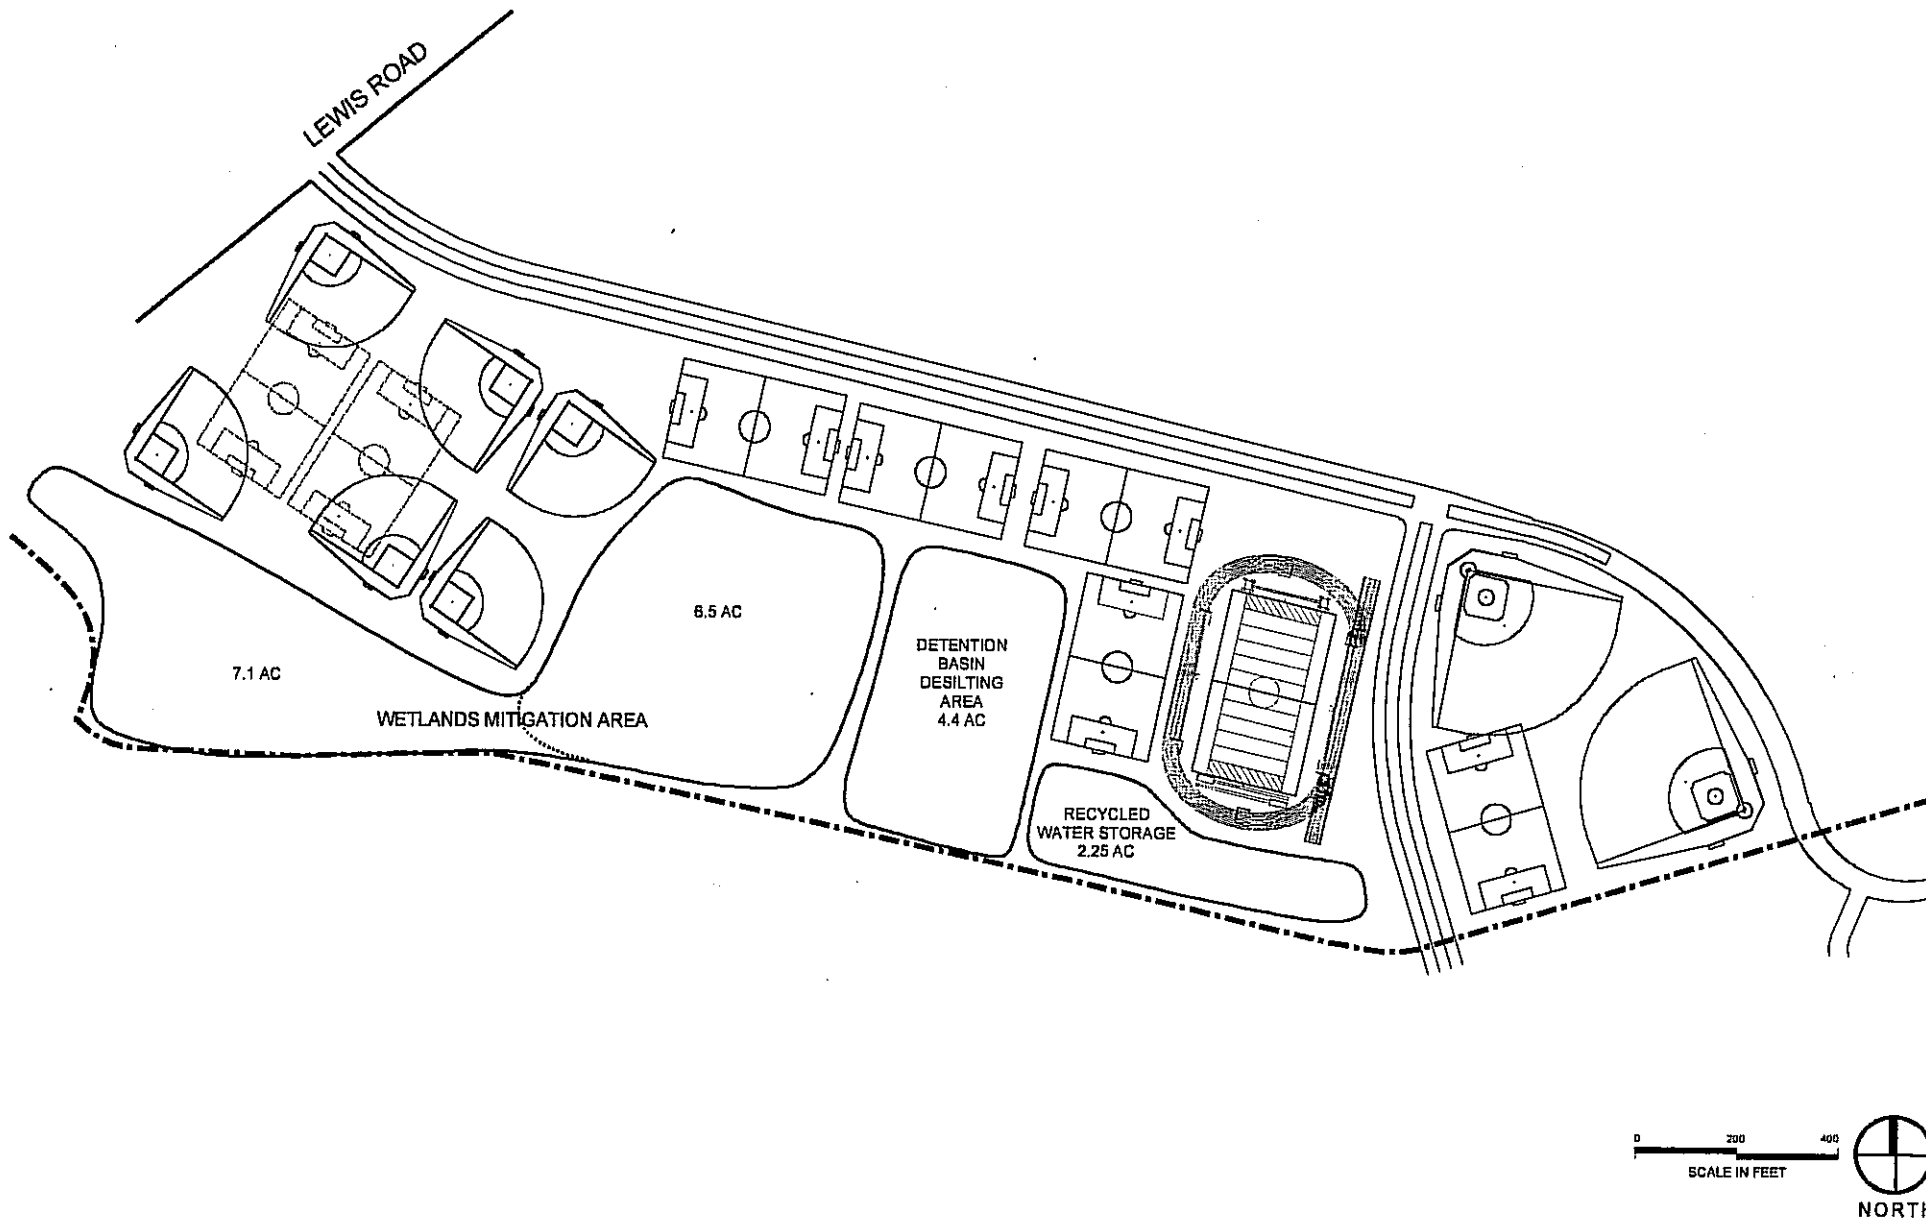 LEWIS ROAD
6.5 AC
7.1 AC
WETLANDS MITIGATION AREA
DETENTION
BASIN
DESILTING
AREA
4.4 AC
RECYCLED
WATER STORAGE
2.25 AC
0 200 400
SCALE IN FEET
NORTH